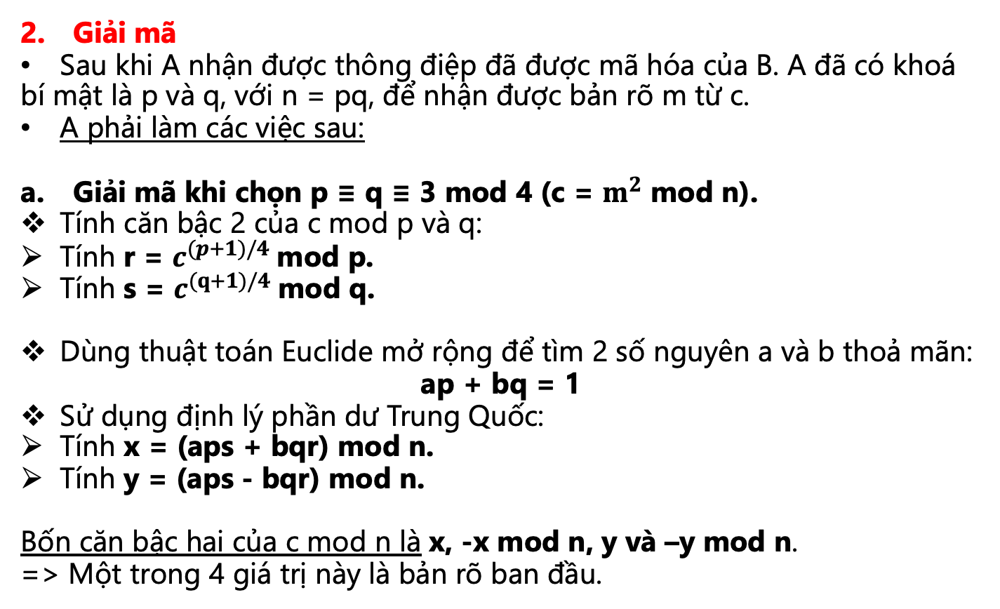 2. Giải mã
• Sau khi A nhận được thông điệp đã được mã hóa của B. A đã có khoá
bí mật là p và q, với n = pq, để nhận được bản rõ m từ c.
• A phải làm các việc sau:
a. Giải mã khi chọn p ≡ q ≡ 3 mod 4 (c = m² mod n).
❖ Tính căn bậc 2 của c mod p và q:
➢ Tính r = c^(p+1)/4 mod p.
➢ Tính s = c^(q+1)/4 mod q.
❖ Dùng thuật toán Euclide mở rộng để tìm 2 số nguyên a và b thoả mãn:
ap + bq = 1
❖ Sử dụng định lý phần dư Trung Quốc:
➢ Tính x = (aps + bqr) mod n.
➢ Tính y = (aps - bqr) mod n.
Bốn căn bậc hai của c mod n là x, -x mod n, y và –y mod n.
=> Một trong 4 giá trị này là bản rõ ban đầu.